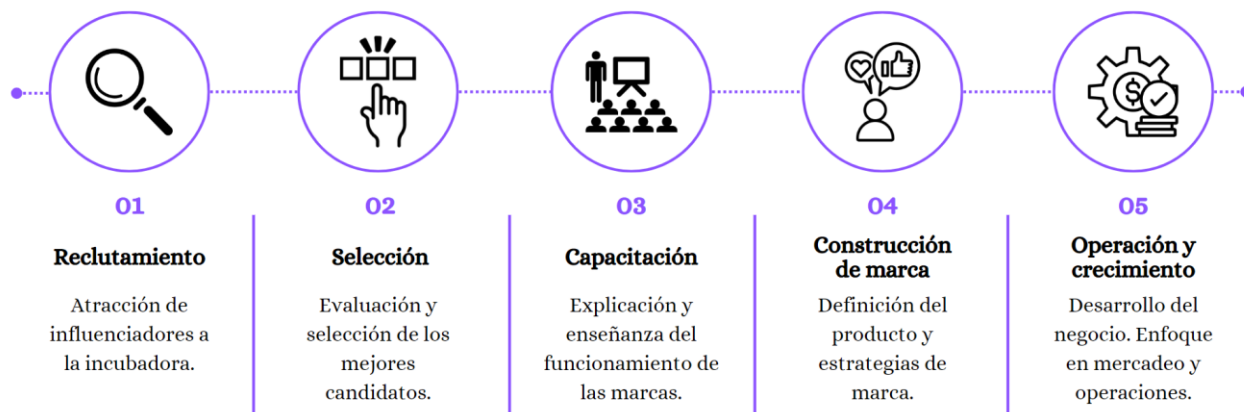 01
Reclutamiento
Atracción de
influenciadores a
la incubadora.
02
Selección
Evaluación y
selección de los
mejores
candidatos.
03
Capacitación
Explicación y
enseñanza del
funcionamiento de
las marcas.
04
Construcción
de marca
Definición del
producto y
estrategias de
marca.
05
Operación y
crecimiento
Desarrollo del
negocio. Enfoque
en mercadeo y
operaciones.